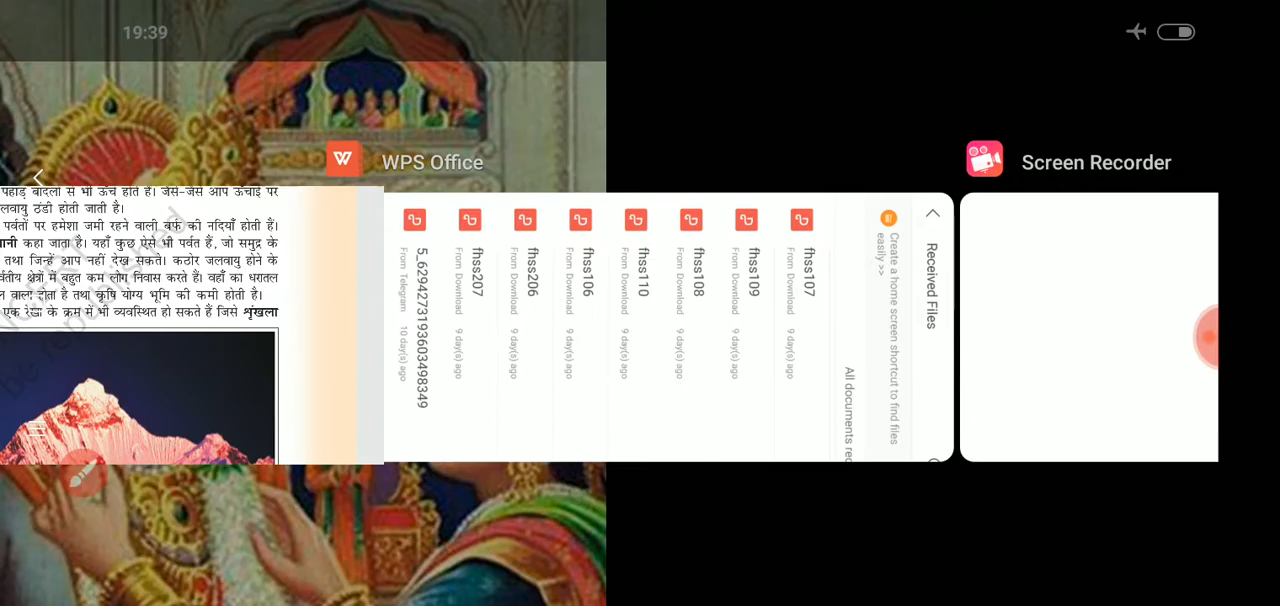 19:39
WPS Office
Screen Recorder
पहाड़ बादलों से भी ऊँचे होते हैं। जैसे-जैसे आप ऊँचाई पर
लवायु ठंडी होती जाती है।
पर्वतों पर हमेशा जमी रहने वाली बर्फ की नदियाँ होती हैं।
ानी कहा जाता है। यहाँ कुछ ऐसे भी पर्वत हैं, जो समुद्र के
तथा जिन्हें आप नहीं देख सकते। कठोर जलवायु होने के
र्वतीय क्षेत्रों में बहुत कम लोग निवास करते हैं। वहाँ का धरातल
वाला होता है तथा कृषि योग्य भूमि की कमी होती है।
एक रेखा के क्रम में भी व्यवस्थित हो सकते हैं जिसे शृंखला
Received Files
Create a home screen shortcut to find files
easily >>
All documents rec
fhss107
From Download 9 day(s) ago
fhss109
From Download 9 day(s) ago
fhss108
From Download 9 day(s) ago
fhss110
From Download 9 day(s) ago
fhss106
From Download 9 day(s) ago
fhss206
From Download 9 day(s) ago
fhss207
From Download 9 day(s) ago
5_6294273193603498349
From Telegram 10 day(s) ago